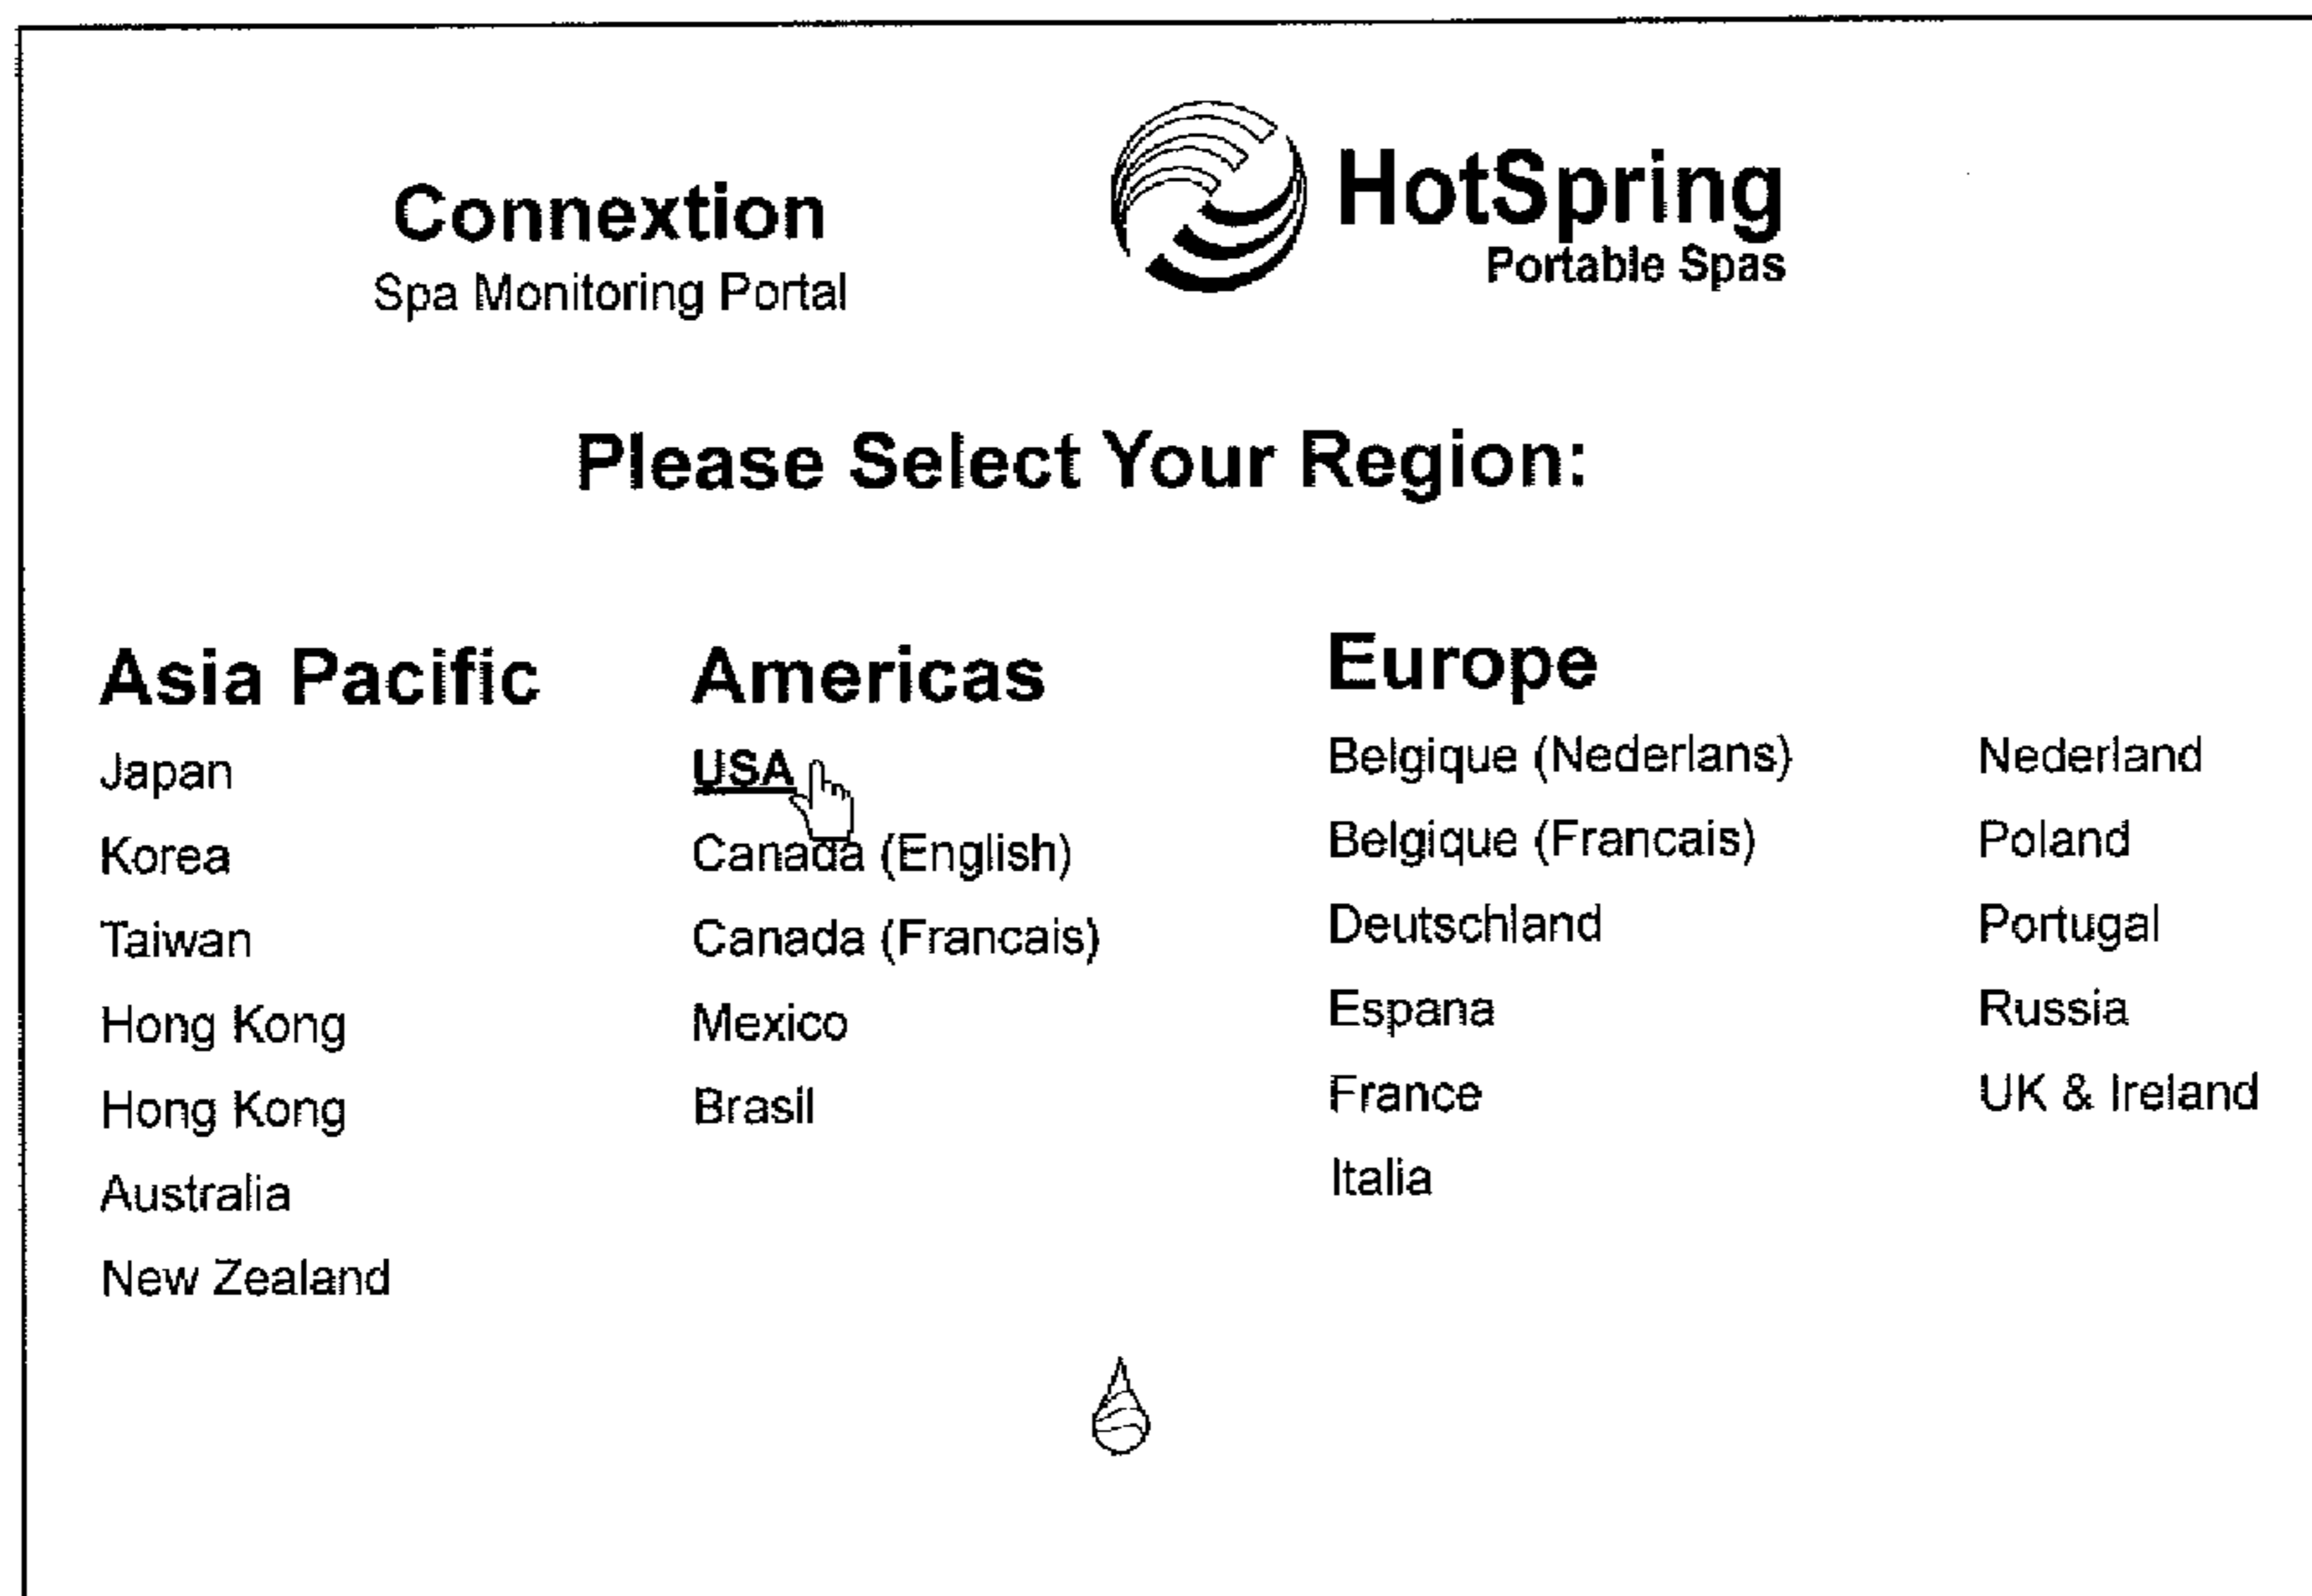 Connextion
Spa Monitoring Portal
HotSpring
Portable Spas
Please Select Your Region:
Asia Pacific
Japan
Korea
Taiwan
Hong Kong
Hong Kong
Australia
New Zealand
Americas
USA
Canada (English)
Canada (Francais)
Mexico
Brasil
Europe
Belgique (Nederlans)
Belgique (Francais)
Deutschland
Espana
France
Italia
Nederland
Poland
Portugal
Russia
UK & Ireland